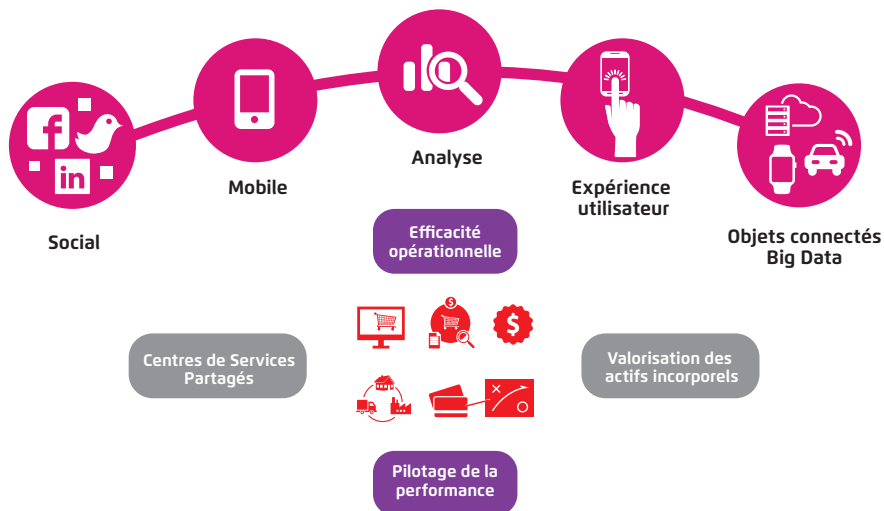 Analyse
Mobile
Expérience
utilisateur
Social
Objets connectés
Big Data
Efficacité
opérationnelle
Centres de Services
Partagés
Valorisation des
actifs incorporels
Pilotage de la
performance